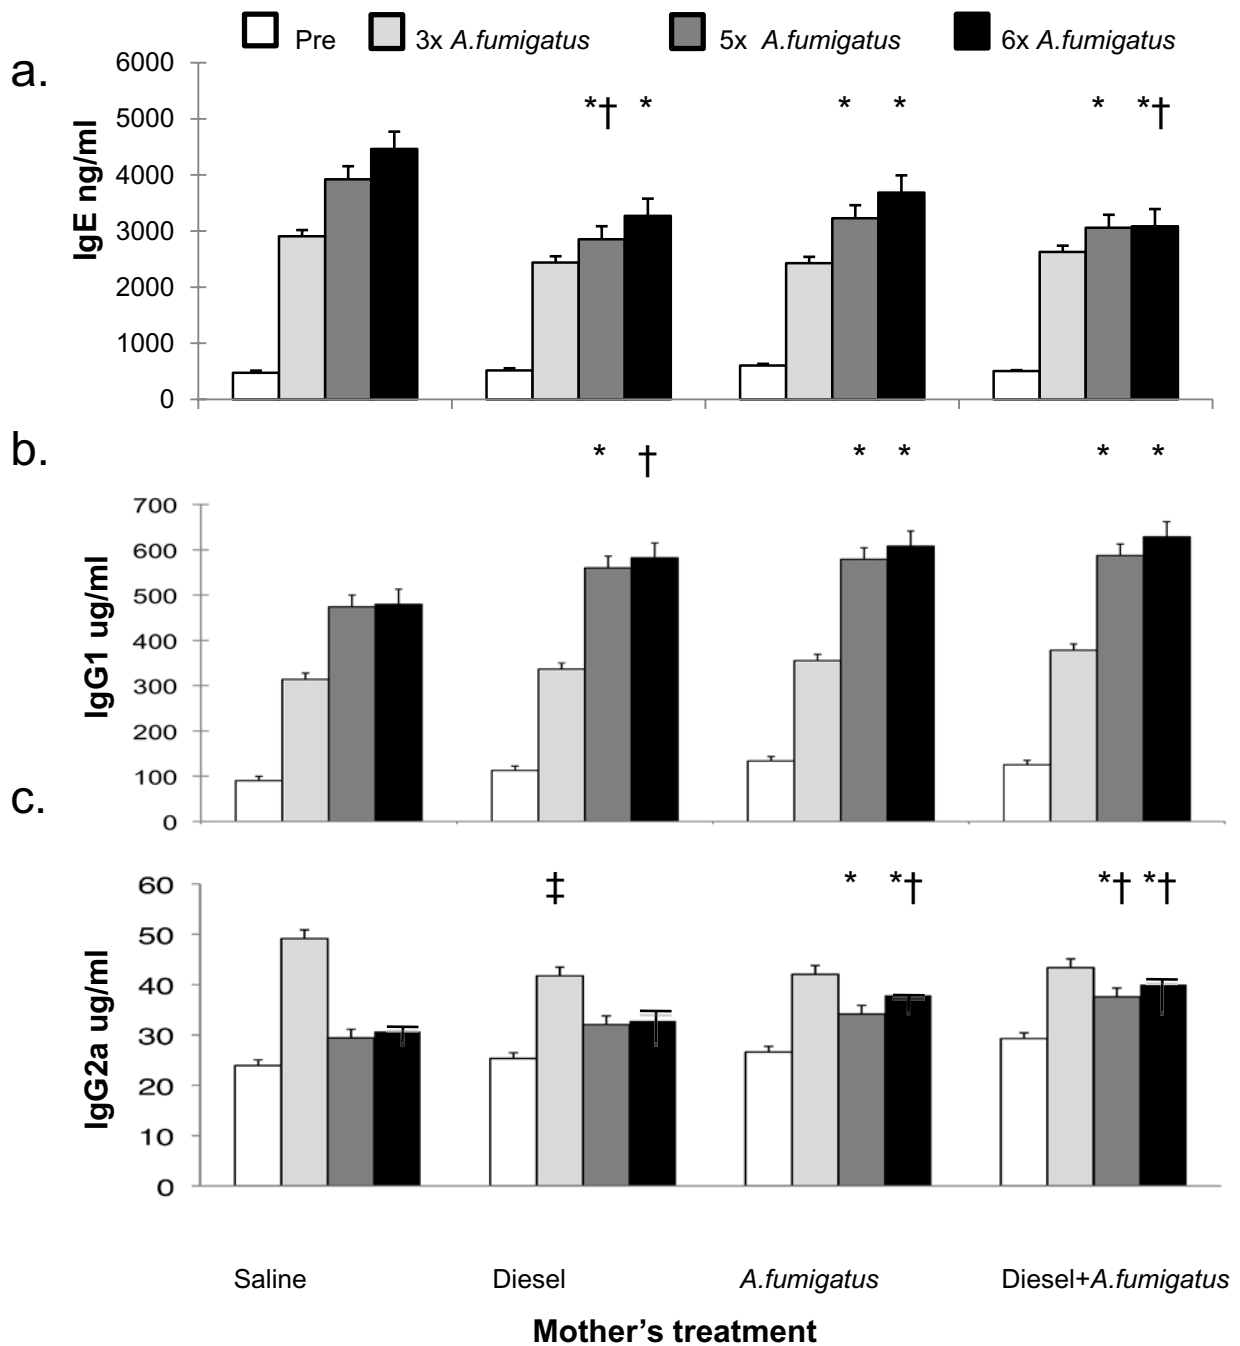 Pre 3x A.fumigatus 5x A.fumigatus 6x A.fumigatus
a.
IgE ng/ml
6000
5000
4000
3000
2000
1000
0
*† * * * * *†
b.
IgG1 ug/ml
700
600
500
400
300
200
100
0
* † * * * *
c.
IgG2a ug/ml
60
50
40
30
20
10
0
‡ * *† *† *†
Saline Diesel A.fumigatus Diesel+A.fumigatus
Mother's treatment